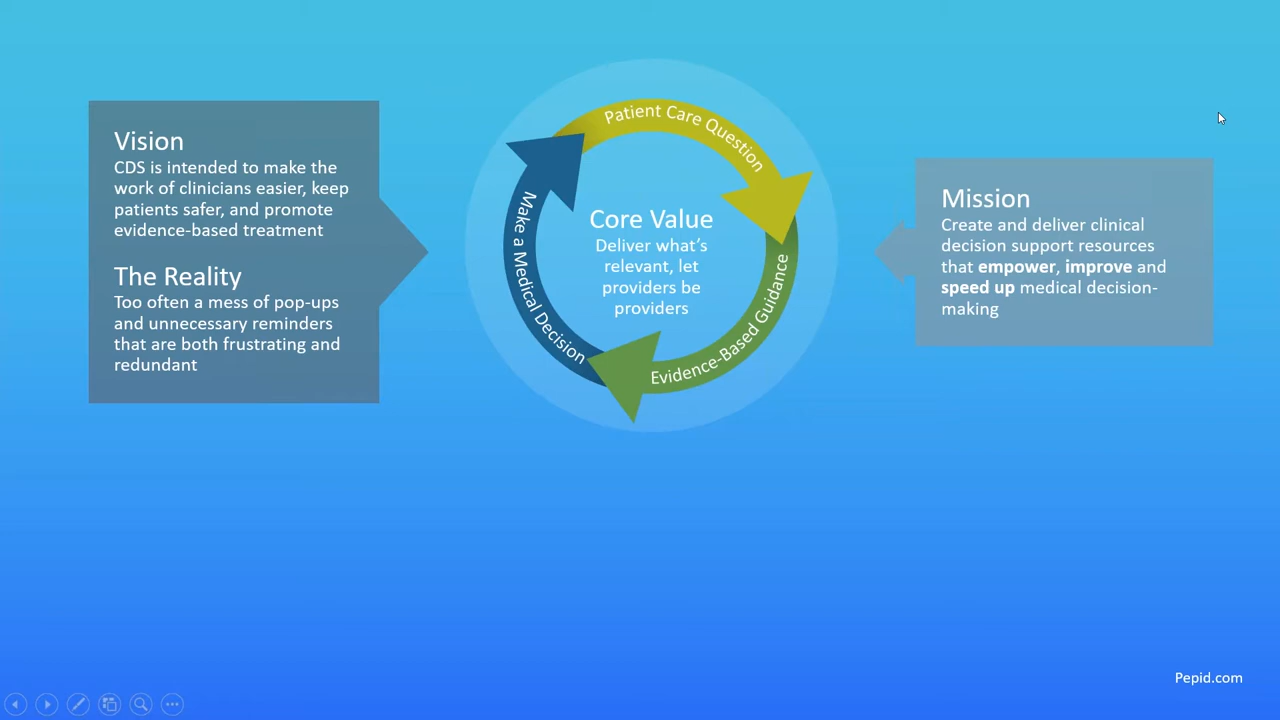 Vision
CDS is intended to make the
work of clinicians easier, keep
patients safer, and promote
evidence-based treatment
The Reality
Too often a mess of pop-ups
and unnecessary reminders
that are both frustrating and
redundant
Patient Care Question
Evidence-Based Guidance
Make a Medical Decision
Core Value
Deliver what's
relevant, let
providers be
providers
Mission
Create and deliver clinical
decision support resources
that empower, improve and
speed up medical decision-
making
Pepid.com